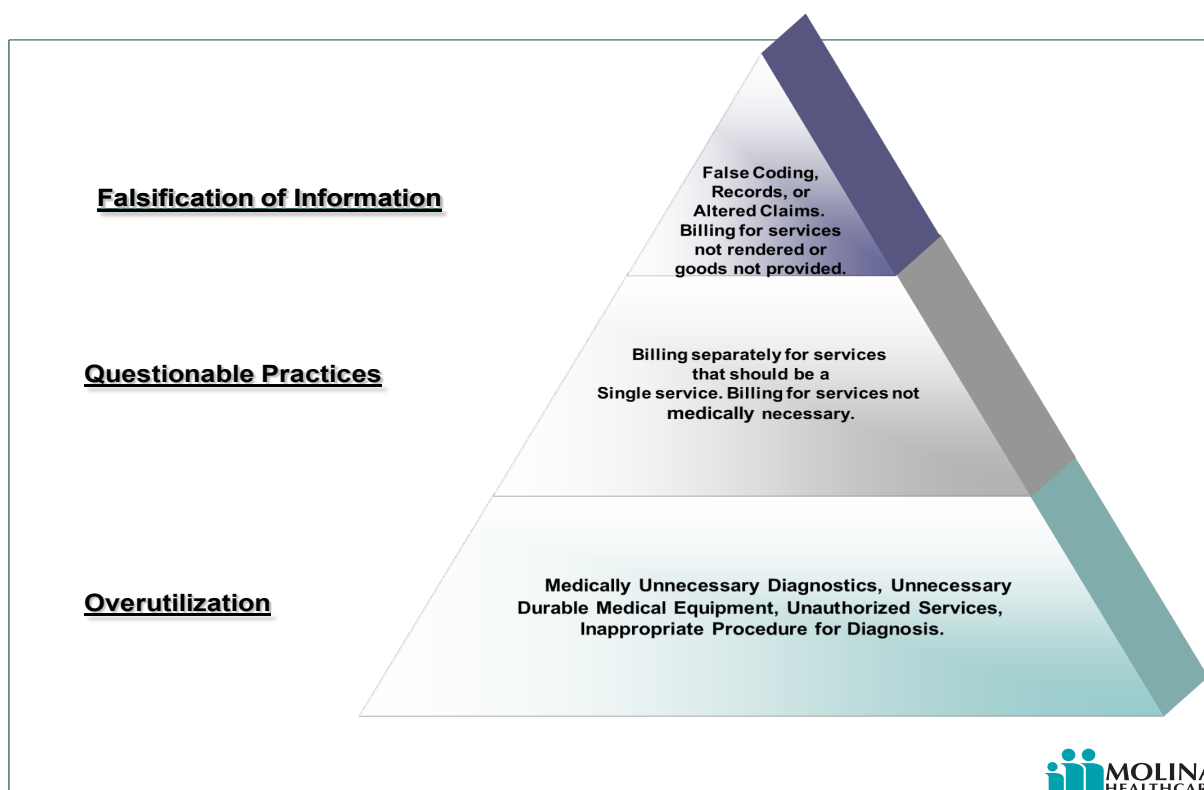 Falsification of Information
False Coding,
Records, or
Altered Claims.
Billing for services
not rendered or
goods not provided.
Questionable Practices
Billing separately for services
that should be a
Single service. Billing for services not
medically necessary.
Overutilization
Medically Unnecessary Diagnostics, Unnecessary
Durable Medical Equipment, Unauthorized Services,
Inappropriate Procedure for Diagnosis.
MOLINA
HEALTHCAR